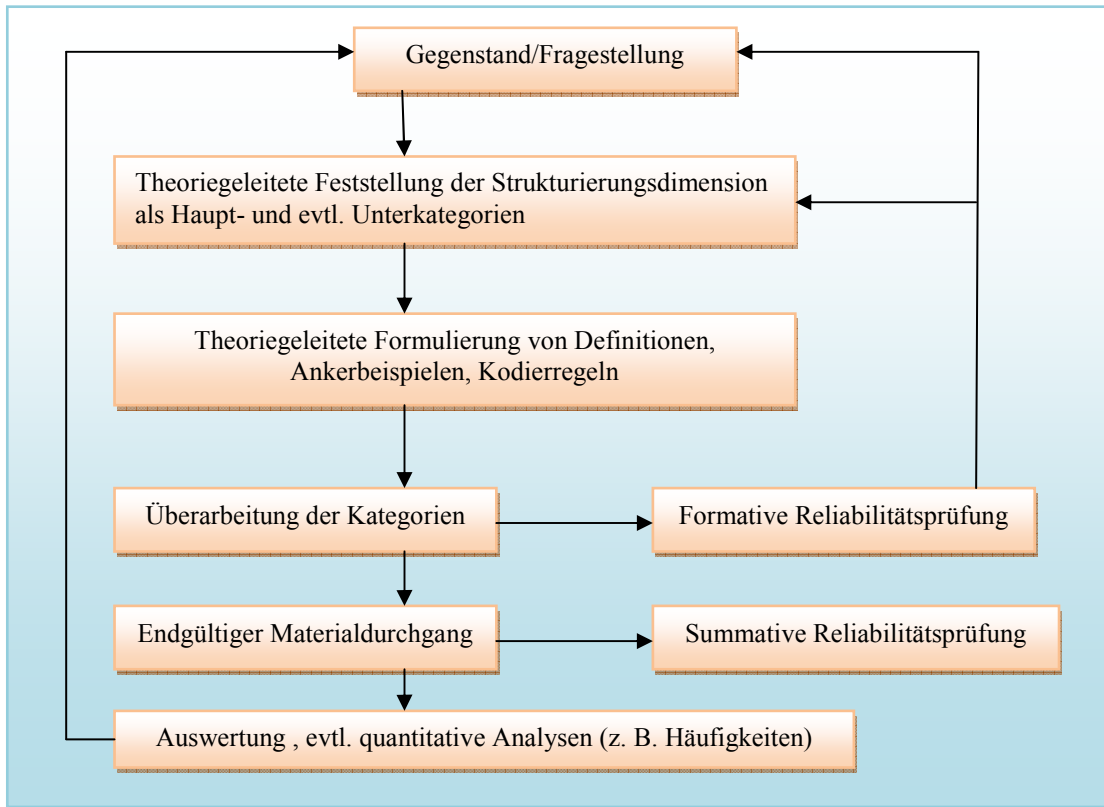 Gegenstand/Fragestellung
Theoriegeleitete Feststellung der Strukturierungsdimension
als Haupt- und evtl. Unterkategorien
Theoriegeleitete Formulierung von Definitionen,
Ankerbeispielen, Kodierregeln
Überarbeitung der Kategorien
Formative Reliabilitätsprüfung
Endgültiger Materialdurchgang
Summative Reliabilitätsprüfung
Auswertung , evtl. quantitative Analysen (z. B. Häufigkeiten)